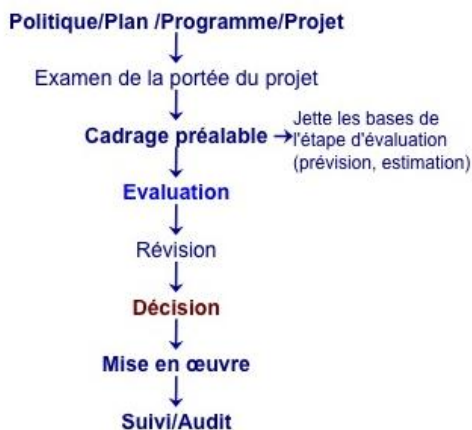 Politique/Plan /Programme/Projet
Examen de la portée du projet
Cadrage préalable
Jette les bases de
l'étape d'évaluation
(prévision, estimation)
Evaluation
Révision
Décision
Mise en œuvre
Suivi/Audit